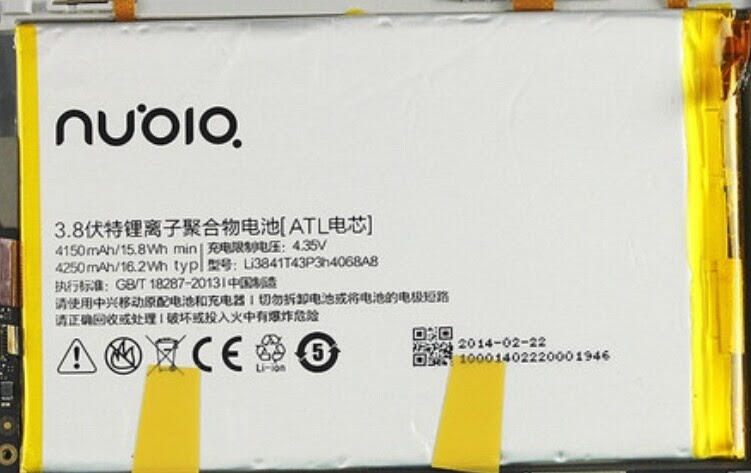 nubia
3.8伏特锂离子聚合物电池[ATL电芯]
4150mAh/15.8Wh min | 充电限制电压: 4.35V
4250mAh/16.2Wh typ | 型号: Li3841T43P3h4068A8
执行标准: GB/T 18287-2013 | 中国制造
请使用中兴移动原配电池和充电器 | 切勿拆卸电池或将电池的电极短路
请正确回收或处理 | 破坏或投入火中有爆炸危险
CE Li-ion 5
2014-02-22
10001402220001946